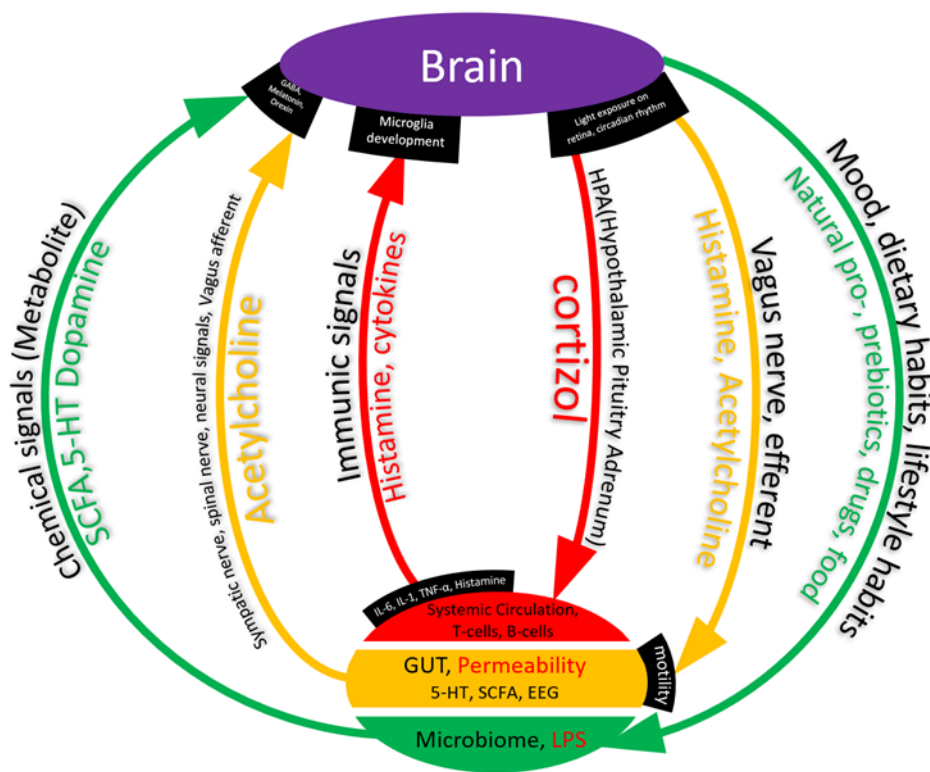 Brain
GABA,
Melatonin,
Orexin
Microglia
development
Light exposure on
retina, circadian rhythm
Chemical signals (Metabolite)
SCFA,5-HT Dopamine
Sympatic nerve, spinal nerve, neural signals, Vagus afferent
Acetylcholine
Immunic signals
Histamine, cytokines
cortizol
HPA(Hypothalamic Pituitry Adrenum))
Histamine, Acetylcholine
Vagus nerve, efferent
Natural pro-, prebiotics, drugs, food
Mood, dietary habits, lifestyle habits
IL-6, IL-1, TNF-α, Histamine
Systemic Circulation,
T-cells, B-cells
GUT, Permeability
5-HT, SCFA, EEG
motility
Microbiome, LPS